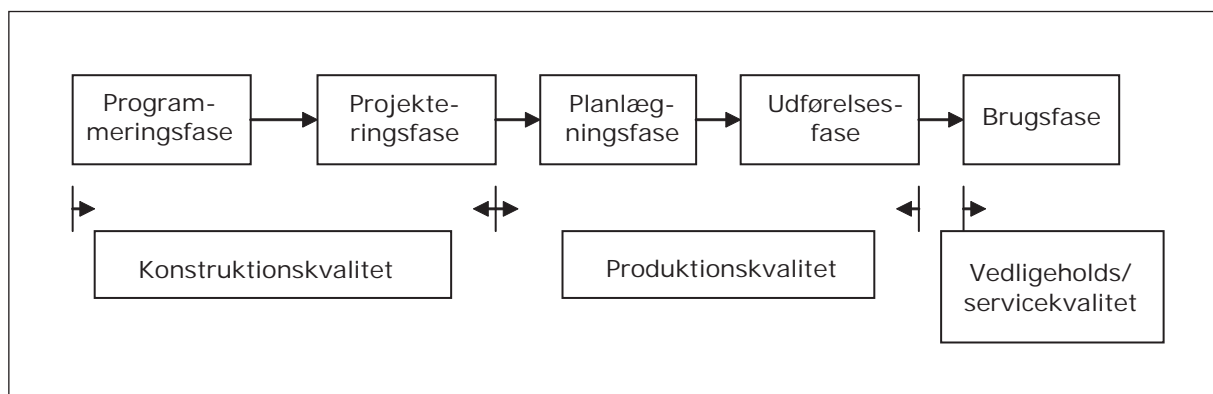 Program-
meringsfase
Projekte-
ringsfase
Planlæg-
ningsfase
Udførelses-
fase
Brugsfase
Konstruktionskvalitet
Produktionskvalitet
Vedligeholds/
servicekvalitet